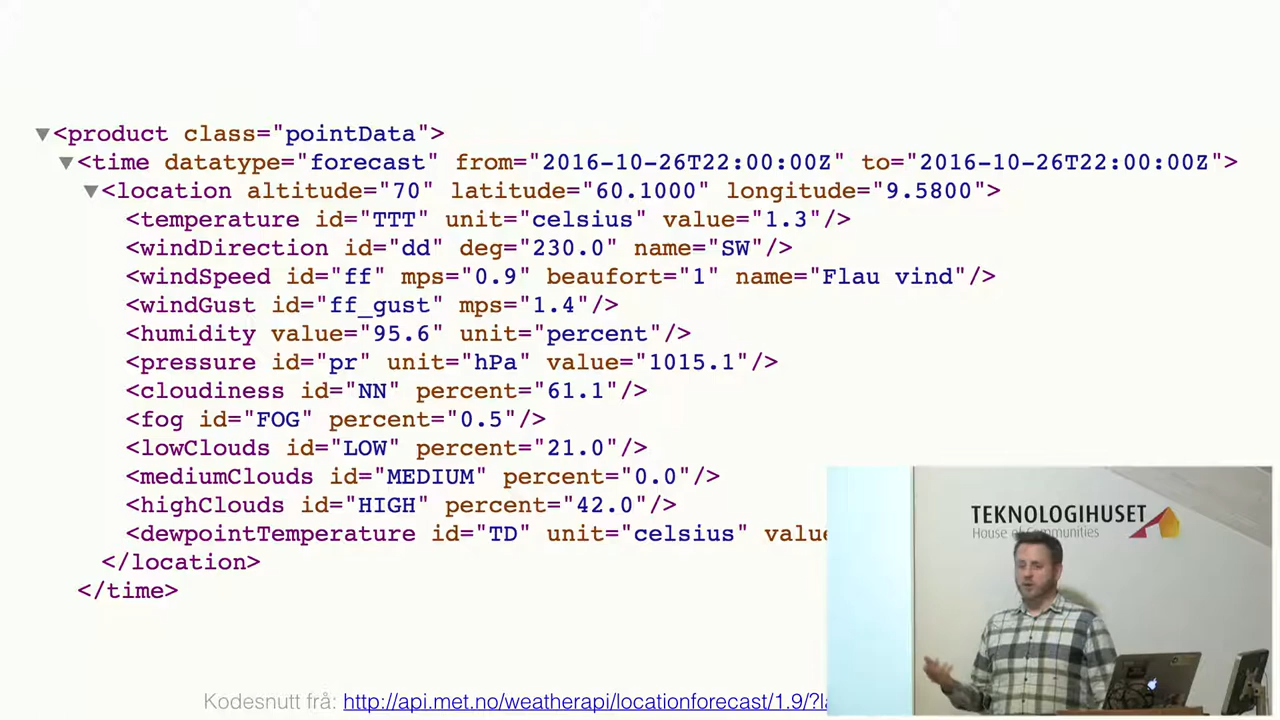 <product class="pointData">
<time datatype="forecast" from="2016-10-26T22:00:00Z" to="2016-10-26T22:00:00Z">
<location altitude="70" latitude="60.1000" longitude="9.5800">
<temperature id="TTT" unit="celsius" value="1.3"/>
<windDirection id="dd" deg="230.0" name="SW"/>
<windSpeed id="ff" mps="0.9" beaufort="1" name="Flau vind"/>
<windGust id="ff_gust" mps="1.4"/>
<humidity value="95.6" unit="percent"/>
<pressure id="pr" unit="hPa" value="1015.1"/>
<cloudiness id="NN" percent="61.1"/>
<fog id="FOG" percent="0.5"/>
<lowClouds id="LOW" percent="21.0"/>
<mediumClouds id="MEDIUM" percent="0.0"/>
<highClouds id="HIGH" percent="42.0"/>
<dewpointTemperature id="TD" unit="celsius" value
</location>
</time>
TEKNOLOGIHUSET
House of Communities
Kodesnutt frå: http://api.met.no/weatherapi/locationforecast/1.9/?l